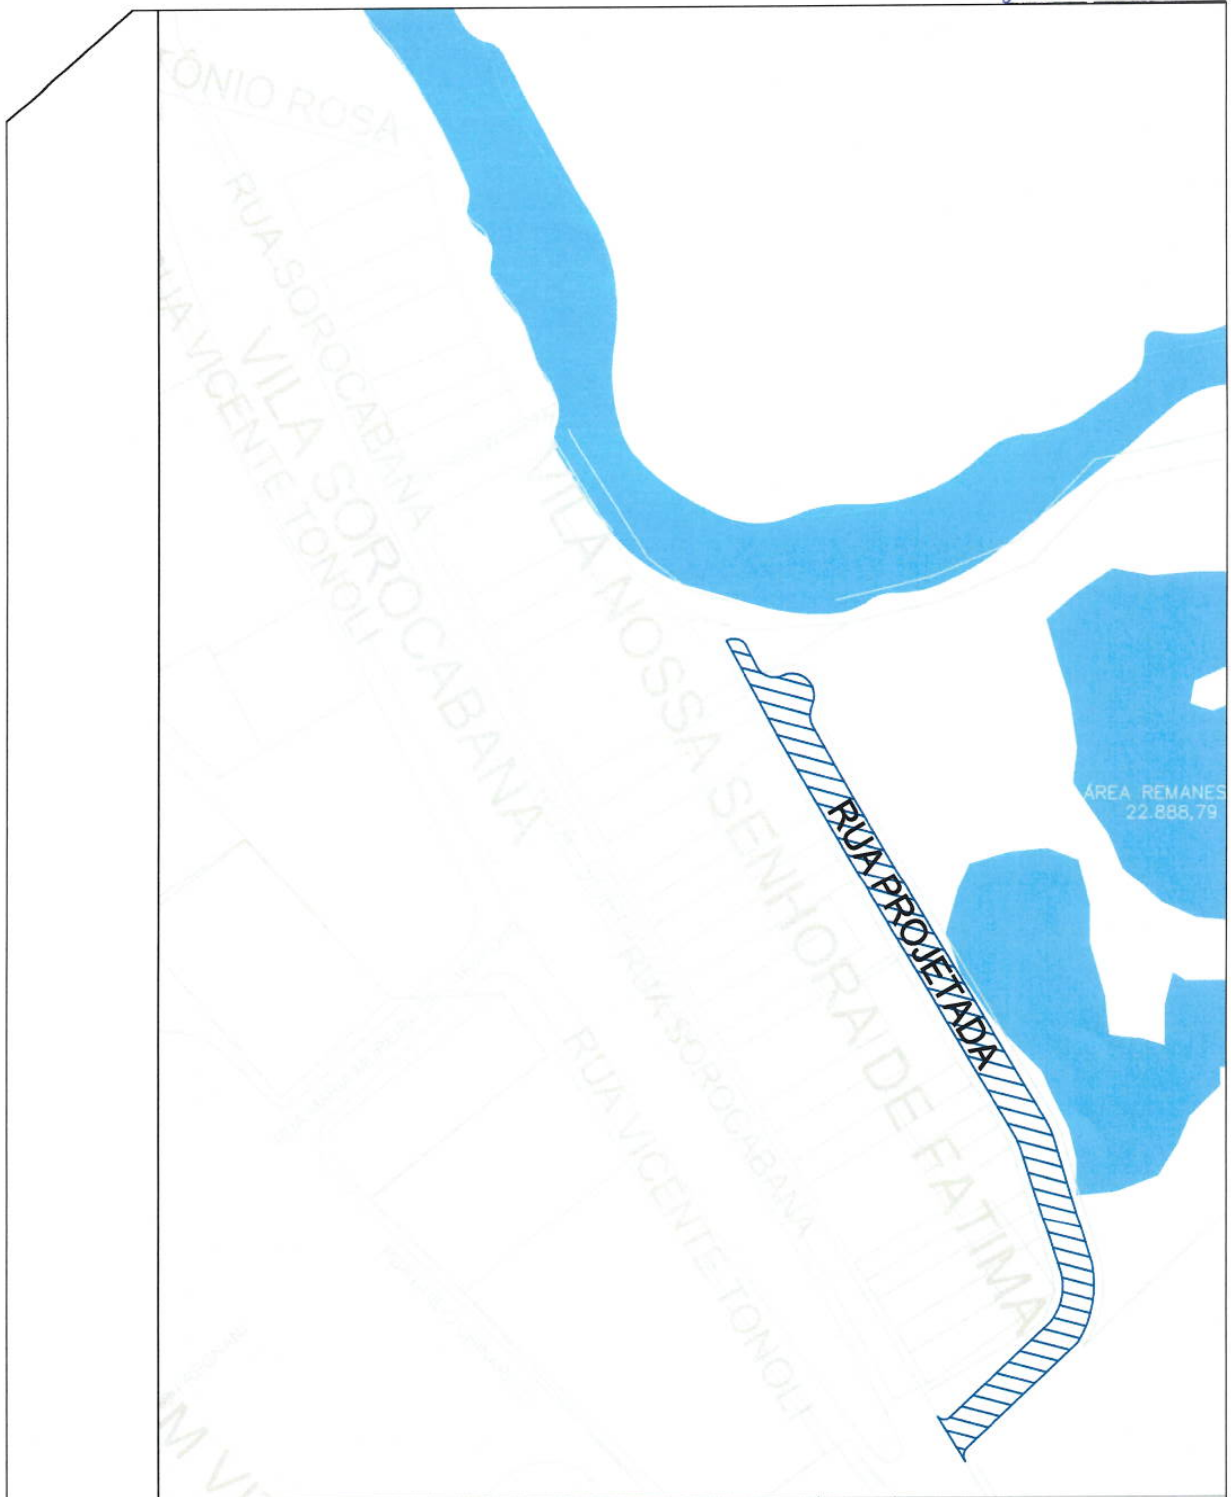 TÔNIO ROSA
RUA SOROCABANA
VILA SOROCABANA
RUA VICENTE TONOLI
VILA NOSSA SENHORA DE FATIMA
ÁREA REMANES
22.888,79
RUA PROJETADA
RUA SOROCABANA
RUA VICENTE TONOLI